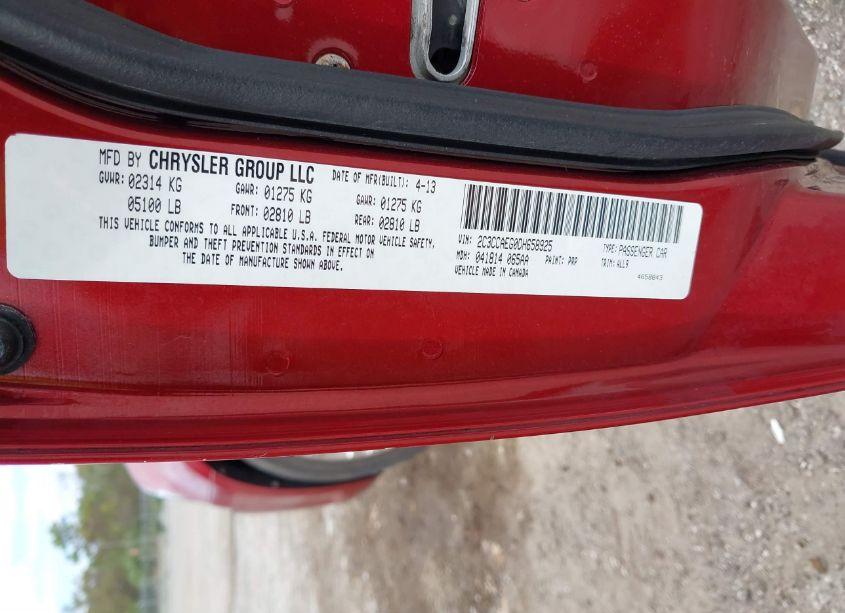 MFD BY CHRYSLER GROUP LLC
DATE OF MFR(BUILT): 4-13
GVWR: 02314 KG
GAWR: 01275 KG
GAWR: 01275 KG
05100 LB
FRONT: 02810 LB
REAR: 02810 LB
THIS VEHICLE CONFORMS TO ALL APPLICABLE U.S.A. FEDERAL MOTOR VEHICLE SAFETY,
BUMPER AND THEFT PREVENTION STANDARDS IN EFFECT ON
THE DATE OF MANUFACTURE SHOWN ABOVE.
VIN: 2C3CCAEG0DH658925
TYPE: PASSENGER CAR
MDH: 041814 065AA
PAINT: PRP
TRIM: ALL9
VEHICLE MADE IN CANADA
4658043